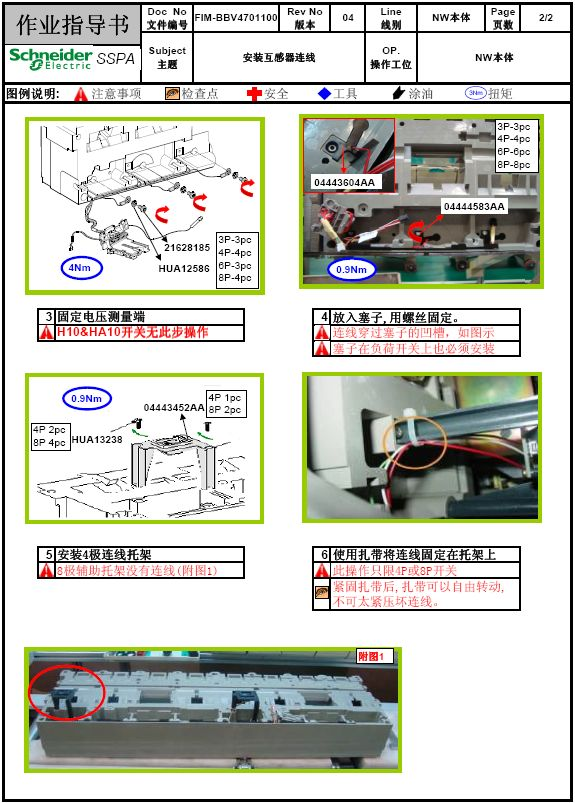 作业指导书
Doc No
文件编号
FIM-BBV4701100
Rev No
版本
04
Line
线别
NW本体
Page
页数
2/2
Schneider
Electric
SSPA
Subject
主题
安装互感器连线
OP.
操作工位
NW本体
图例说明:
注意事项
检查点
安全
工具
涂油
3Nm
扭矩
21628185
HUA12586
4Nm
3P-3pc
4P-4pc
6P-3pc
8P-4pc
3 固定电压测量端
H10&HA10开关无此步操作
04443604AA
04444583AA
3P-3pc
4P-4pc
6P-6pc
8P-8pc
0.9Nm
4 放入塞子,用螺丝固定。
连线穿过塞子的凹槽，如图示
塞子在负荷开关上也必须安装
0.9Nm
04443452AA
4P 1pc
8P 2pc
4P 2pc
8P 4pc
HUA13238
5 安装4极连线托架
8极辅助托架没有连线(附图1)
6 使用扎带将连线固定在托架上
此操作只限4P或8P开关
紧固扎带后,扎带可以自由转动,
不可太紧压坏连线。
附图1